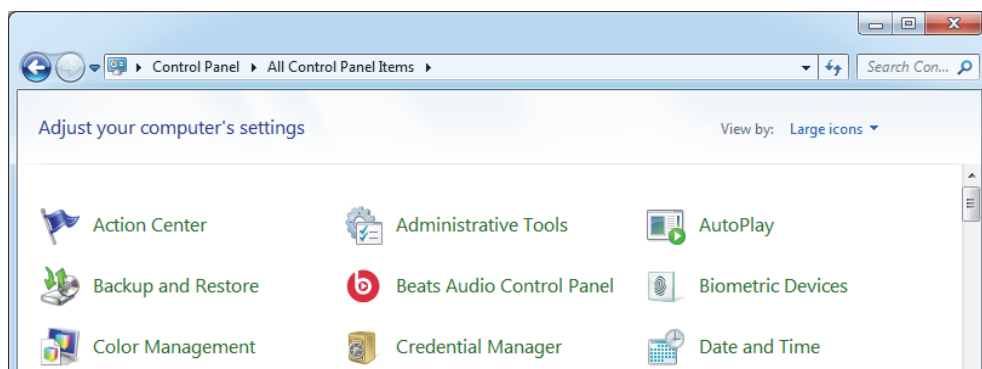 Control Panel All Control Panel Items Search Con...
Adjust your computer's settings View by: Large icons
Action Center Administrative Tools AutoPlay
Backup and Restore Beats Audio Control Panel Biometric Devices
Color Management Credential Manager Date and Time